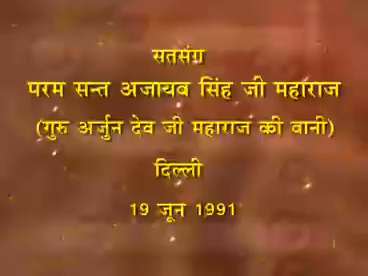 सतसंग
परम सन्त अजायब सिंह जी महाराज
(गुरु अर्जुन देव जी महाराज की वानी)
दिल्ली
19 जून 1991